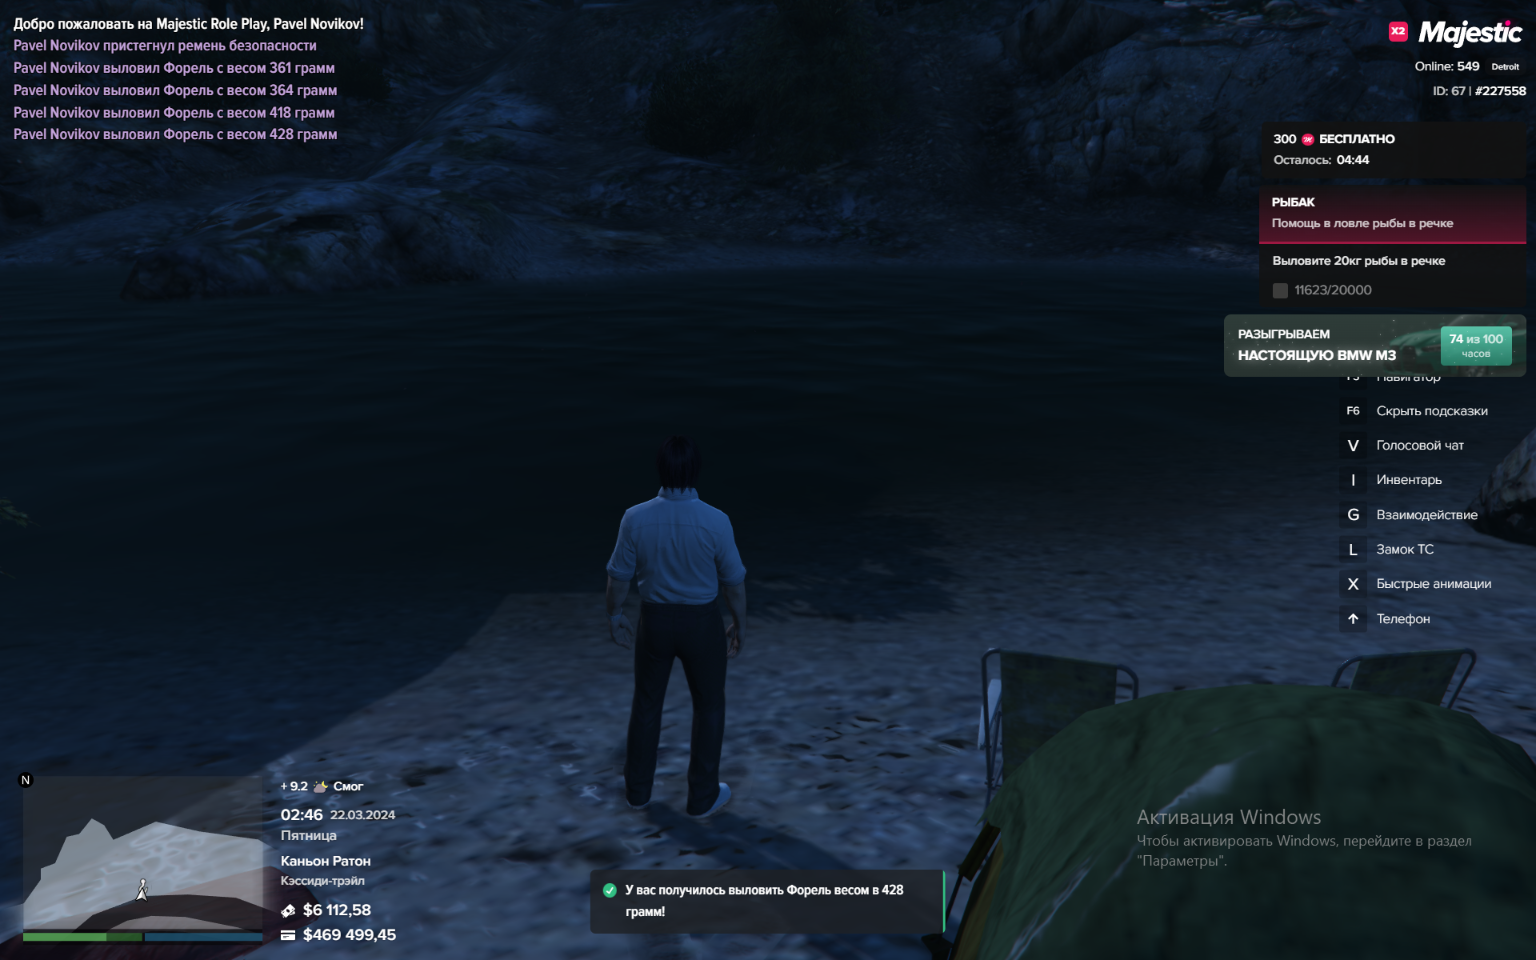 Добро пожаловать на Majestic Role Play, Pavel Novikov!
Pavel Novikov пристегнул ремень безопасности
Pavel Novikov выловил Форель с весом 361 грамм
Pavel Novikov выловил Форель с весом 364 грамм
Pavel Novikov выловил Форель с весом 418 грамм
Pavel Novikov выловил Форель с весом 428 грамм
X2 Majestic
Online: 549 Detroit
ID: 67 | #227558
300 БЕСПЛАТНО
Осталось: 04:44
РЫБАК
Помощь в ловле рыбы в речке
Выловите 20кг рыбы в речке
11623/20000
РАЗЫГРЫВАЕМ
НАСТОЯЩУЮ BMW M3
74 из 100
часов
Навигатор
F6 Скрыть подсказки
V Голосовой чат
I Инвентарь
G Взаимодействие
L Замок ТС
X Быстрые анимации
Телефон
N
+ 9.2 Смог
02:46 22.03.2024
Пятница
Каньон Ратон
Кэссиди-трэйл
$6 112,58
$469 499,45
У вас получилось выловить Форель весом в 428
грамм!
Активация Windows
Чтобы активировать Windows, перейдите в раздел
"Параметры".